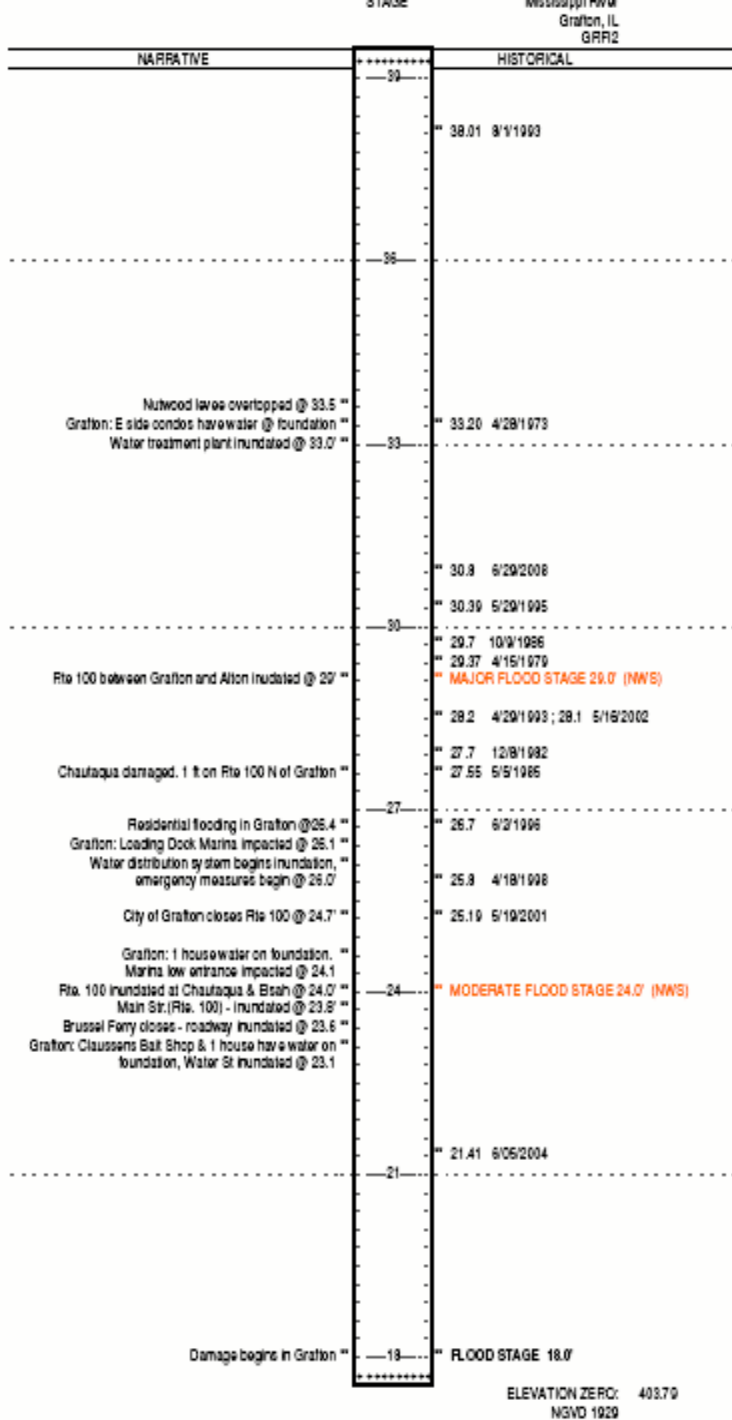 STAGE
Mississippi River
Grafton, IL
GRFI2
NARRATIVE
HISTORICAL
39
38.01 8/1/1993
36
Nutwood levee overtopped @ 33.5 "
Grafton: E side condos have water @ foundation "
33.20 4/28/1973
Water treatment plant inundated @ 33.0' "
33
30.8 6/29/2008
30.39 5/29/1995
30
29.7 10/9/1986
29.37 4/15/1979
Rte 100 between Grafton and Alton inudated @ 29' "
" MAJOR FLOOD STAGE 29.0' (NWS)
28.2 4/29/1993 ; 28.1 5/16/2002
27.7 12/8/1982
Chautaqua damaged. 1 ft on Rte 100 N of Grafton "
27.55 5/5/1985
27
Residential flooding in Grafton @26.4 "
26.7 6/2/1996
Grafton: Loading Dock Marina impacted @ 26.1 "
Water distribution system begins inundation, "
emergency measures begin @ 26.0'
25.8 4/18/1998
City of Grafton closes Rte 100 @ 24.7' "
25.19 5/19/2001
Grafton: 1 house water on foundation. "
Marina low entrance impacted @ 24.1
Rte. 100 inundated at Chautaqua & Elsah @ 24.0' "
24
" MODERATE FLOOD STAGE 24.0' (NWS)
Main Str.(Rte. 100) - inundated @ 23.8' "
Brussel Ferry closes - roadway inundated @ 23.6 "
Grafton: Claussens Bait Shop & 1 house have water on "
foundation, Water St inundated @ 23.1
21.41 6/05/2004
21
Damage begins in Grafton "
18
" FLOOD STAGE 18.0'
ELEVATION ZERO: 403.79
NGVD 1929